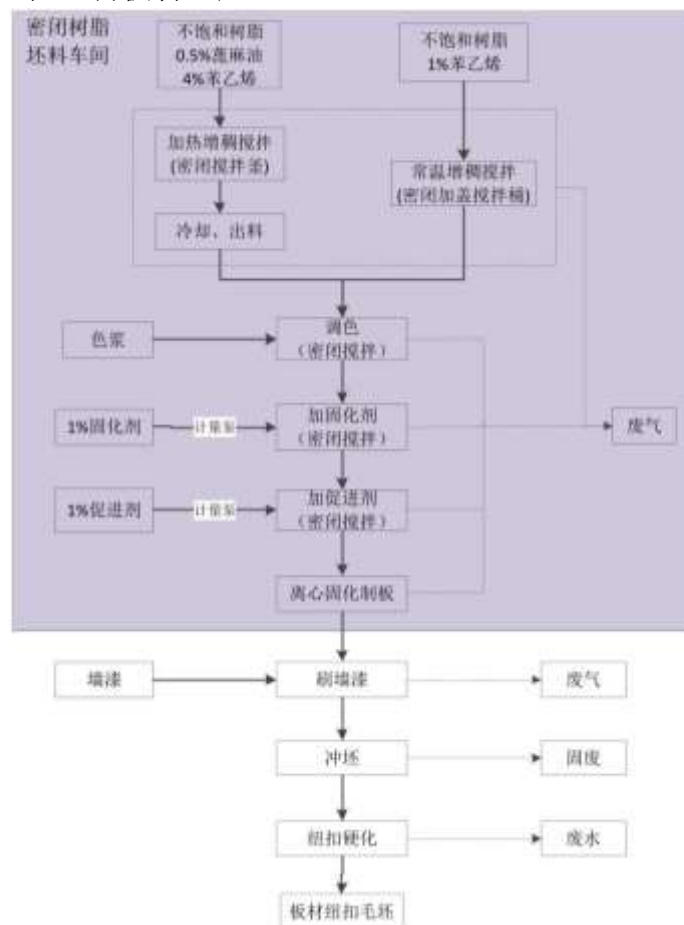 密闭树脂
坯料车间
不饱和树脂
0.5%蓖麻油
4%苯乙烯
不饱和树脂
1%苯乙烯
加热增稠搅拌
(密闭搅拌釜)
常温增稠搅拌
(密闭加盖搅拌桶)
冷却、出料
色浆
调色
（密闭搅拌）
1%固化剂
计量泵
加固化剂
（密闭搅拌）
废气
1%促进剂
计量泵
加促进剂
（密闭搅拌）
离心固化制板
墙漆
刷墙漆
废气
冲坯
固废
纽扣硬化
废水
板材纽扣毛坯